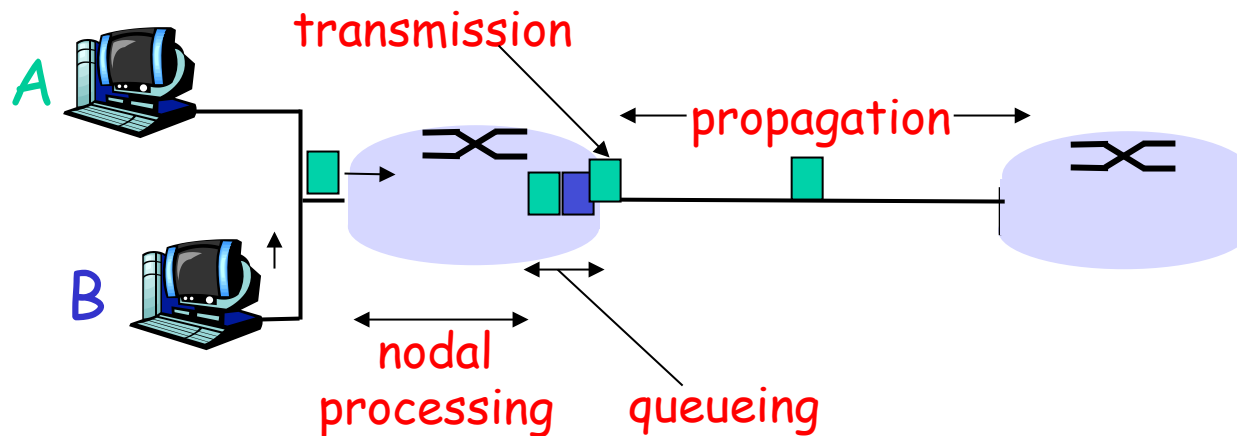 transmission
A
propagation
B
nodal
processing
queueing